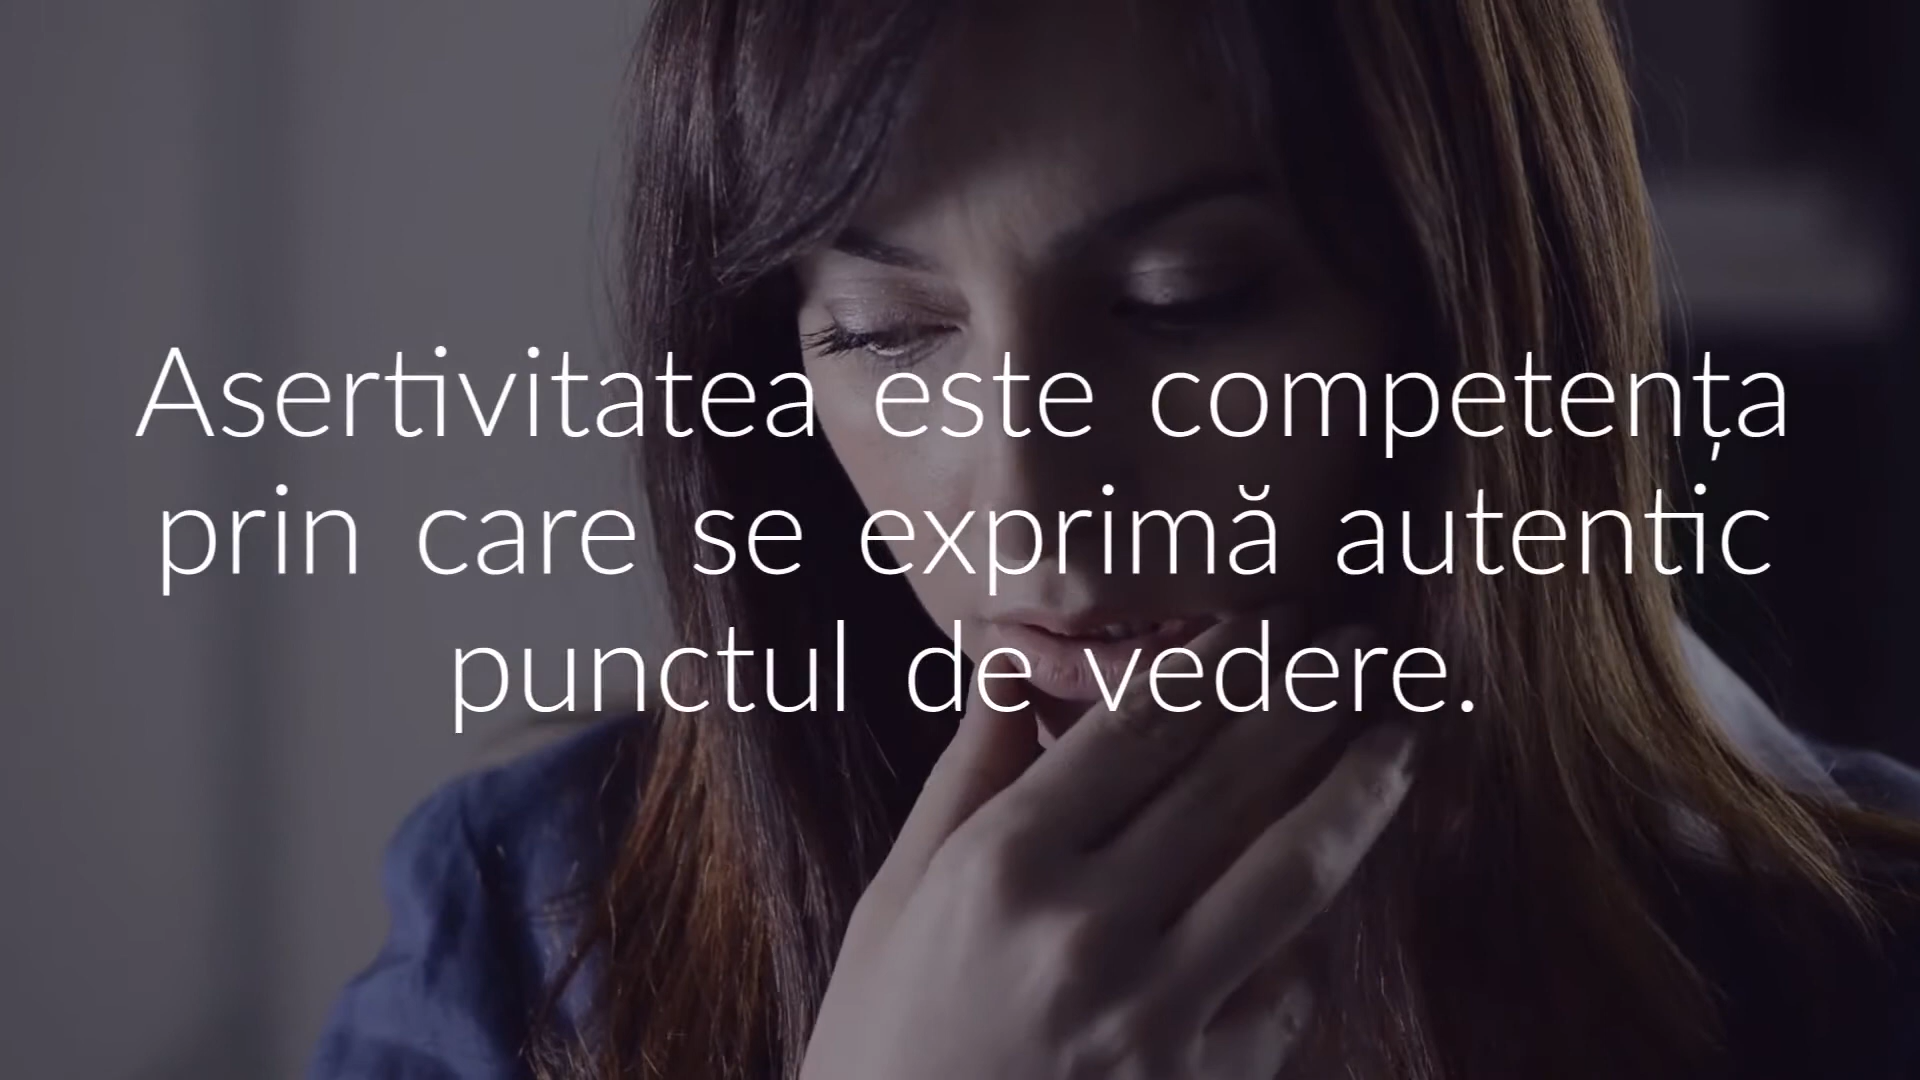 Asertivitatea este competența
prin care se exprimă autentic
punctul de vedere.